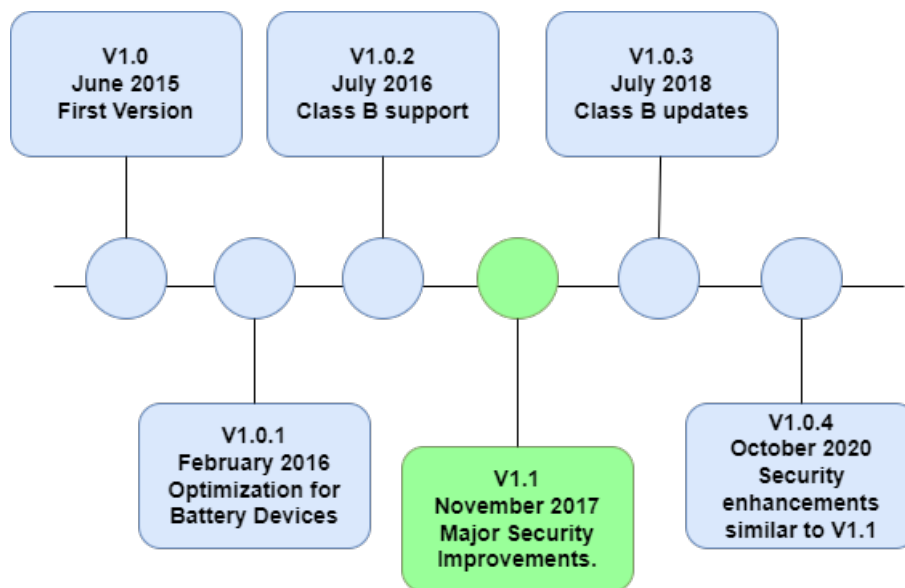 V1.0
June 2015
First Version
V1.0.2
July 2016
Class B support
V1.0.3
July 2018
Class B updates
V1.0.1
February 2016
Optimization for
Battery Devices
V1.1
November 2017
Major Security
Improvements.
V1.0.4
October 2020
Security
enhancements
similar to V1.1